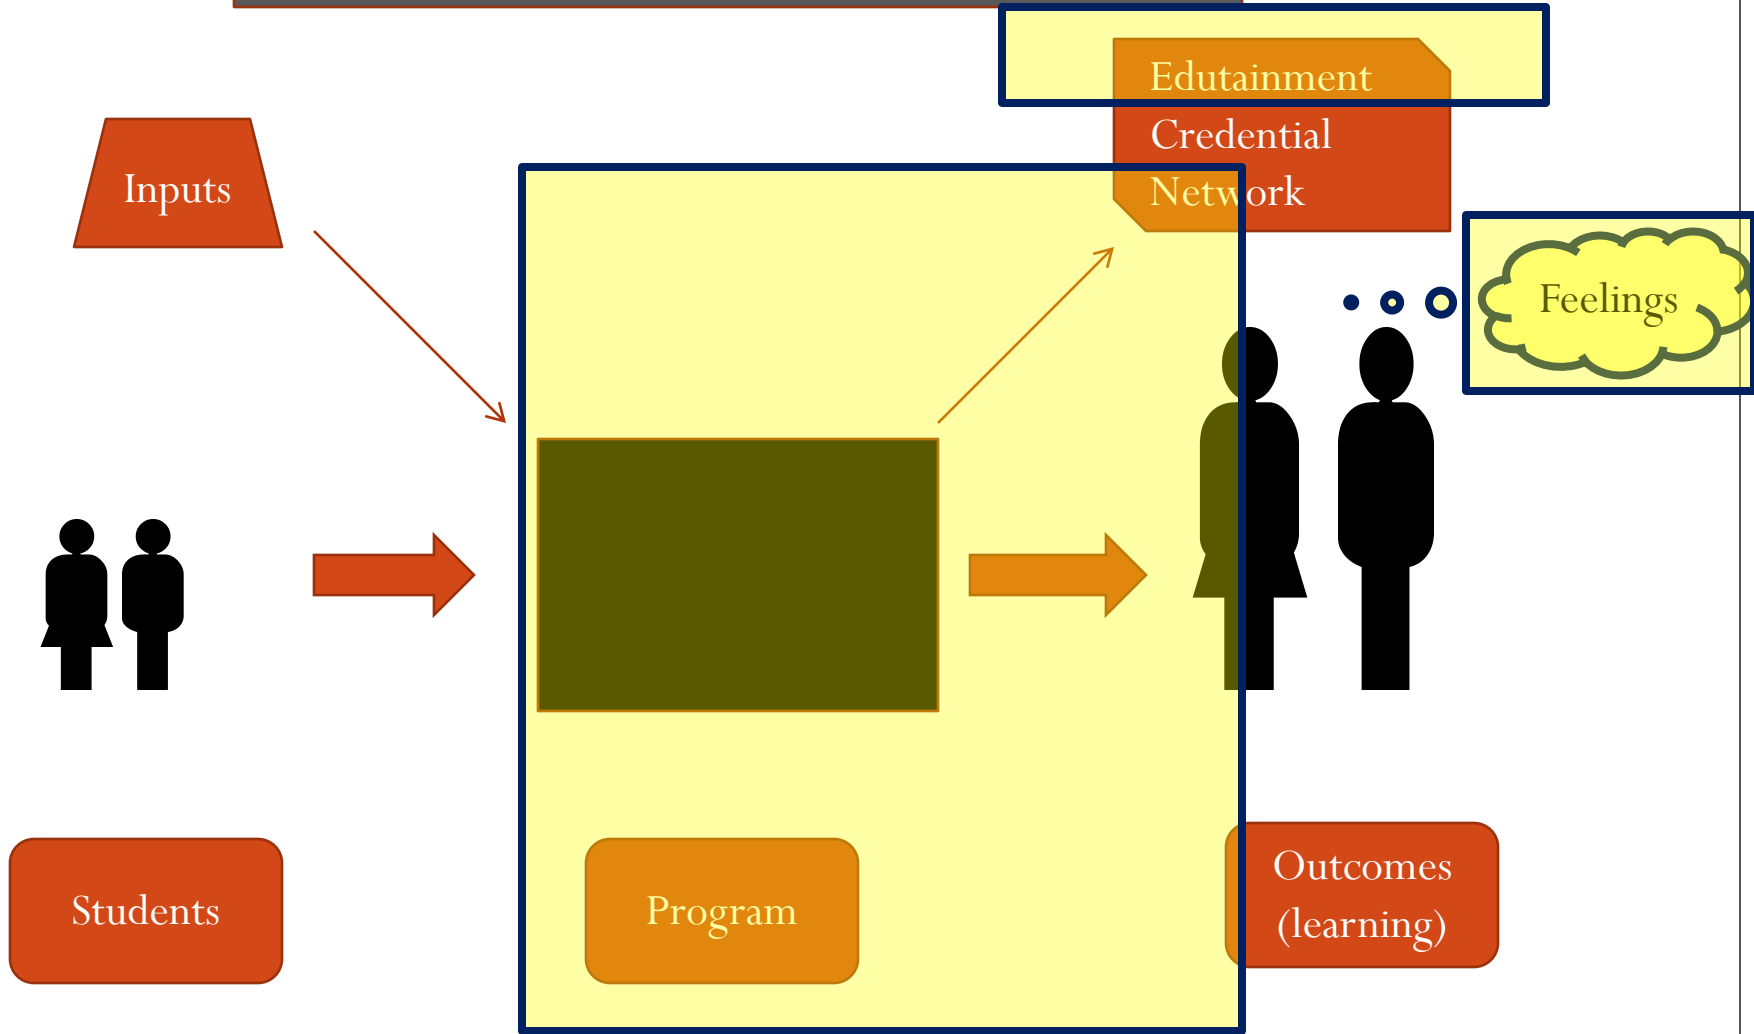 Edutainment
Credential
Network
Inputs
Feelings
Students
Program
Outcomes
(learning)